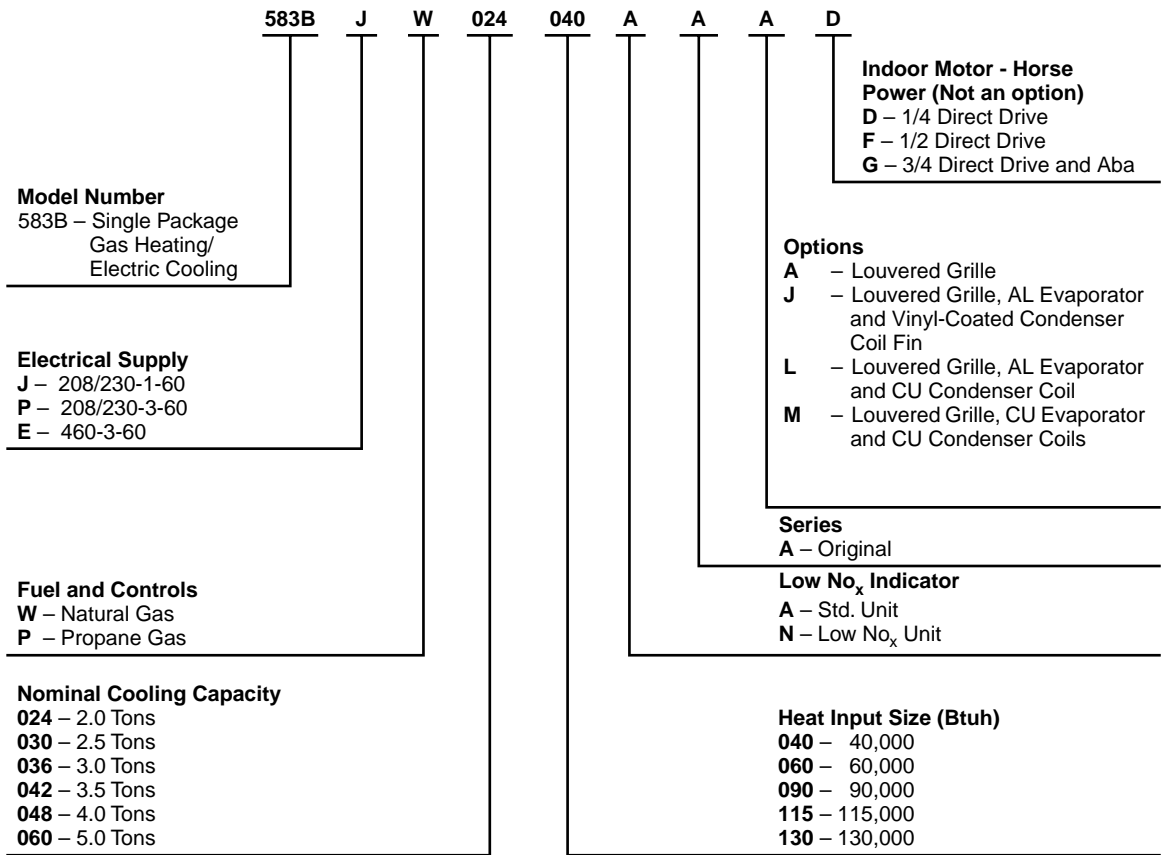 583B J W 024 040 A A A D
Indoor Motor - Horse
Power (Not an option)
D – 1/4 Direct Drive
F – 1/2 Direct Drive
G – 3/4 Direct Drive and Aba
Model Number
583B – Single Package
Gas Heating/
Electric Cooling
Options
A – Louvered Grille
J – Louvered Grille, AL Evaporator
and Vinyl-Coated Condenser
Coil Fin
L – Louvered Grille, AL Evaporator
and CU Condenser Coil
M – Louvered Grille, CU Evaporator
and CU Condenser Coils
Electrical Supply
J – 208/230-1-60
P – 208/230-3-60
E – 460-3-60
Series
A – Original
Fuel and Controls
W – Natural Gas
P – Propane Gas
Low Nox Indicator
A – Std. Unit
N – Low Nox Unit
Nominal Cooling Capacity
024 – 2.0 Tons
030 – 2.5 Tons
036 – 3.0 Tons
042 – 3.5 Tons
048 – 4.0 Tons
060 – 5.0 Tons
Heat Input Size (Btuh)
040 – 40,000
060 – 60,000
090 – 90,000
115 – 115,000
130 – 130,000